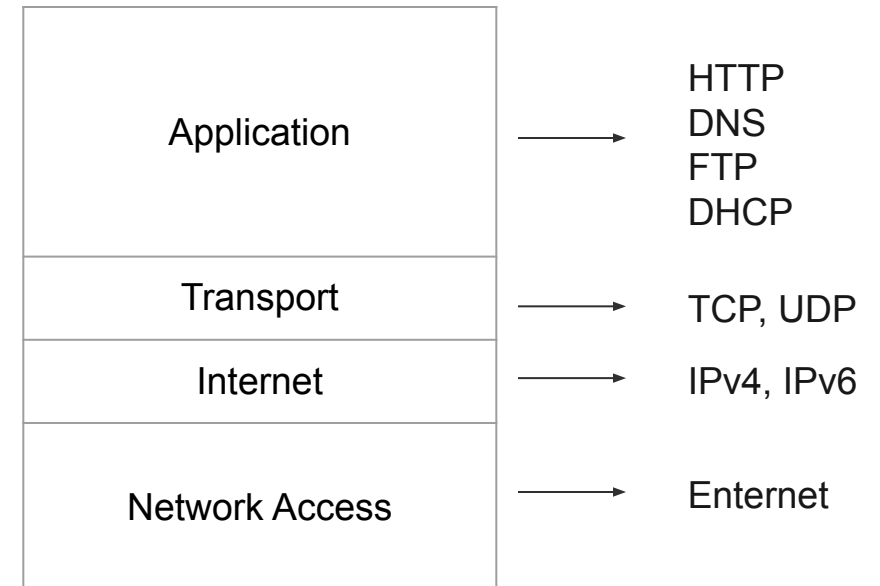 Application
HTTP
DNS
FTP
DHCP
Transport
TCP, UDP
Internet
IPv4, IPv6
Network Access
Enternet